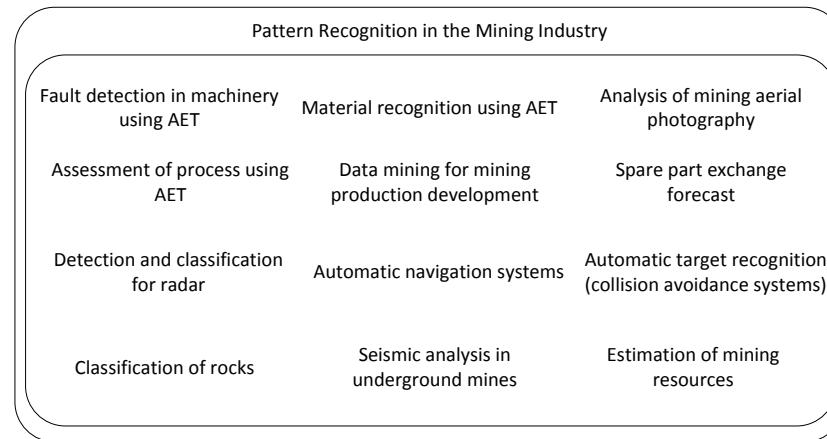 Pattern Recognition in the Mining Industry
Fault detection in machinery
using AET
Material recognition using AET
Analysis of mining aerial
photography
Assessment of process using
AET
Data mining for mining
production development
Spare part exchange
forecast
Detection and classification
for radar
Automatic navigation systems
Automatic target recognition
(collision avoidance systems)
Classification of rocks
Seismic analysis in
underground mines
Estimation of mining
resources